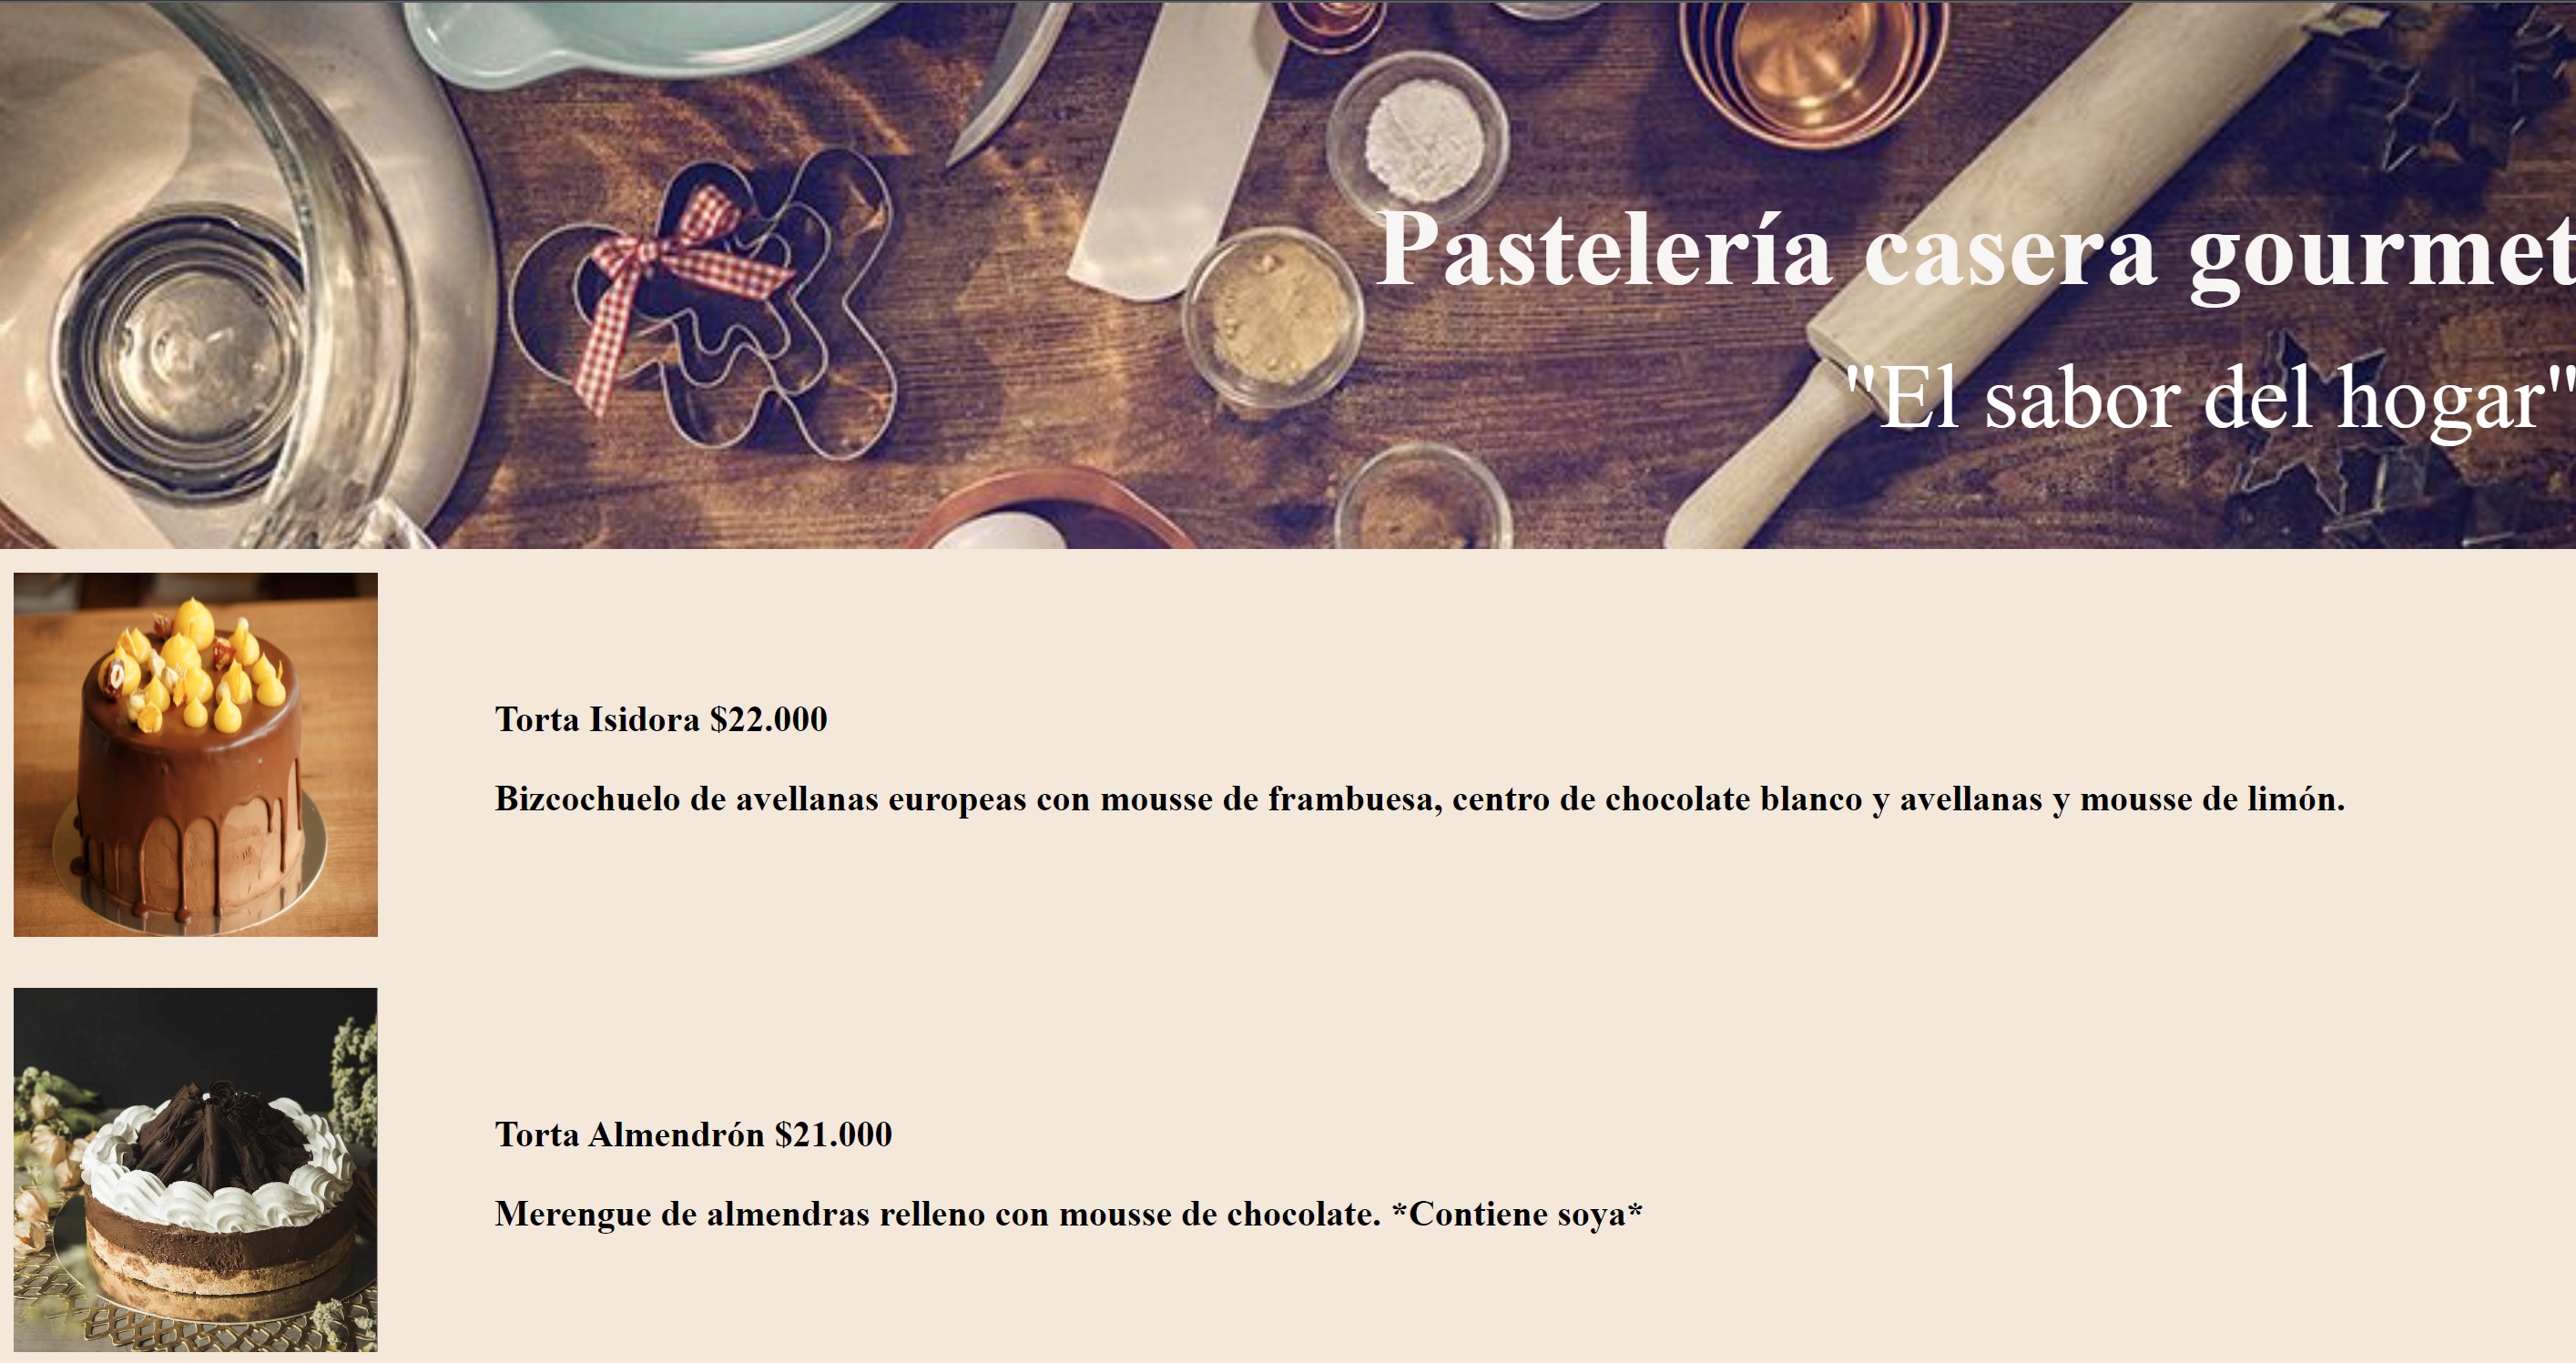 Pastelería casera gourmet
"El sabor del hogar"
Torta Isidora $22.000
Bizcochuelo de avellanas europeas con mousse de frambuesa, centro de chocolate blanco y avellanas y mousse de limón.
Torta Almendrón $21.000
Merengue de almendras relleno con mousse de chocolate. *Contiene soya*